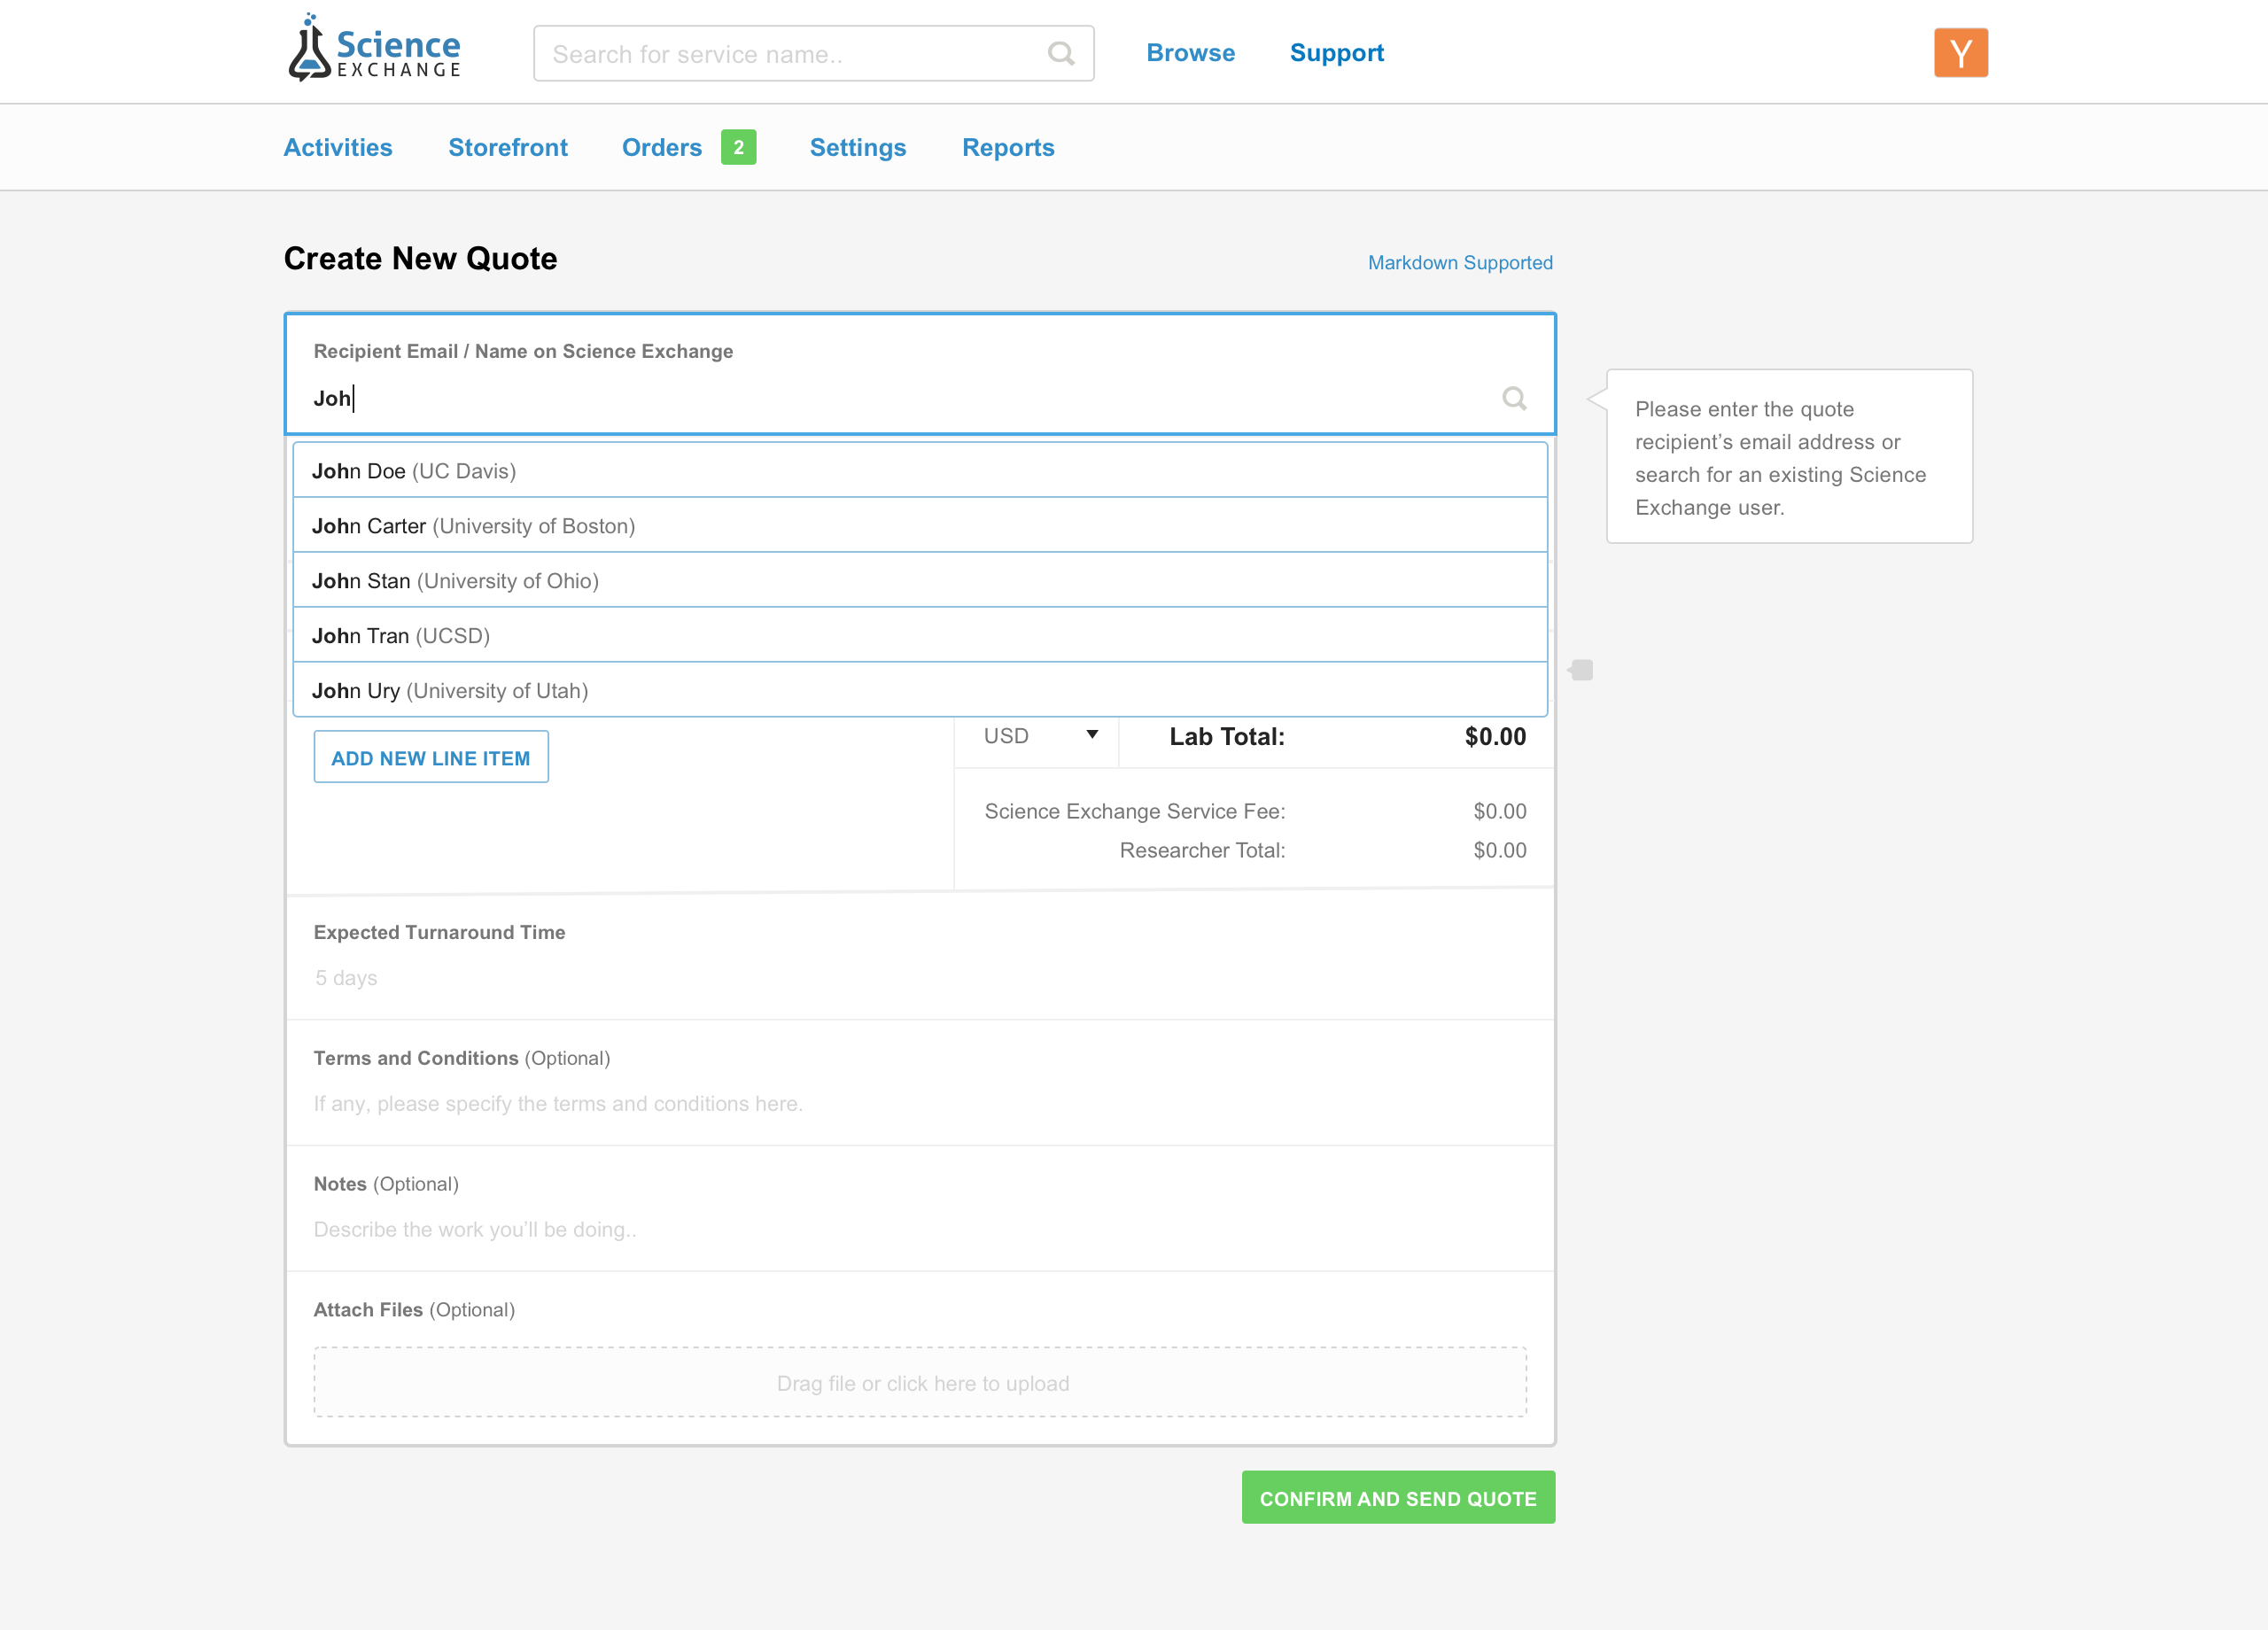 Science
EXCHANGE
Search for service name..
Browse
Support
Y
Activities
Storefront
Orders 2
Settings
Reports
Create New Quote
Markdown Supported
Recipient Email / Name on Science Exchange
Joh
Please enter the quote
recipient’s email address or
search for an existing Science
Exchange user.
John Doe (UC Davis)
John Carter (University of Boston)
John Stan (University of Ohio)
John Tran (UCSD)
John Ury (University of Utah)
ADD NEW LINE ITEM
USD
Lab Total: $0.00
Science Exchange Service Fee: $0.00
Researcher Total: $0.00
Expected Turnaround Time
5 days
Terms and Conditions (Optional)
If any, please specify the terms and conditions here.
Notes (Optional)
Describe the work you’ll be doing..
Attach Files (Optional)
Drag file or click here to upload
CONFIRM AND SEND QUOTE